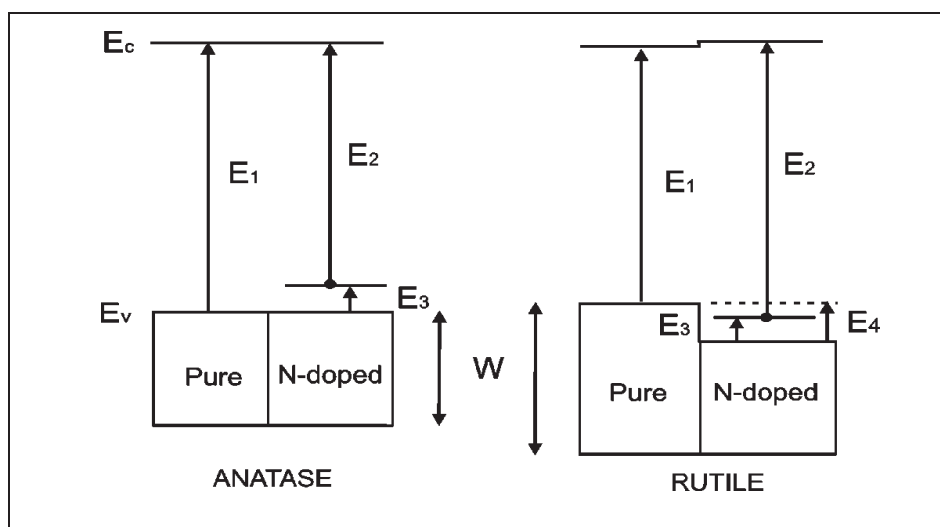 Ec
E1
E2
Ev
E3
Pure
N-doped
ANATASE
W
E1
E2
E3
E4
Pure
N-doped
RUTILE